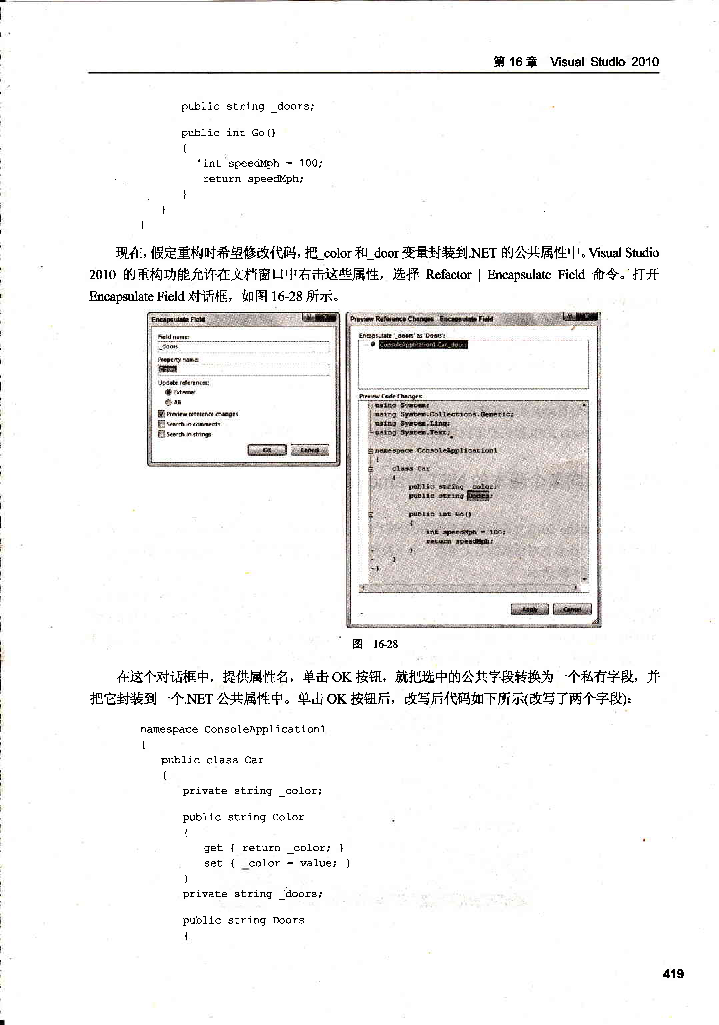 第 16 章 Visual Studio 2010
public string _doors;
public int Go()
{
int speedMph = 100;
return speedMph;
}
}
}
现在,假定重构时希望修改代码,把_color 和_door 变量封装到.NET 的公共属性中。Visual Studio
2010 的重构功能允许在文档窗口中右击这些属性,选择 Refactor | Encapsulate Field 命令。打开
Encapsulate Field 对话框,如图 16-28 所示。
Encapsulate Field
Field name:
_doors
Property name:
Doors
Update references:
External
All
Preview reference changes
Search in comments
Search in strings
OK Cancel
Preview Reference Changes - Encapsulate Field
Encapsulate '_doors' as 'Doors':
ConsoleApplication1.Car._doors
Preview Code Changes:
using System;
using System.Collections.Generic;
using System.Linq;
using System.Text;
namespace ConsoleApplication1
{
class Car
{
public string _color;
public string Doors;
public int Go()
{
int speedMph = 100;
return speedMph;
}
}
}
Apply Cancel
图 16-28
在这个对话框中,提供属性名,单击 OK 按钮,就把选中的公共字段转换为一个私有字段,并
把它封装到一个.NET 公共属性中。单击 OK 按钮后,改写后代码如下所示(改写了两个字段):
namespace ConsoleApplication1
{
public class Car
{
private string _color;
public string Color
{
get { return _color; }
set { _color = value; }
}
private string _doors;
public string Doors
{
419